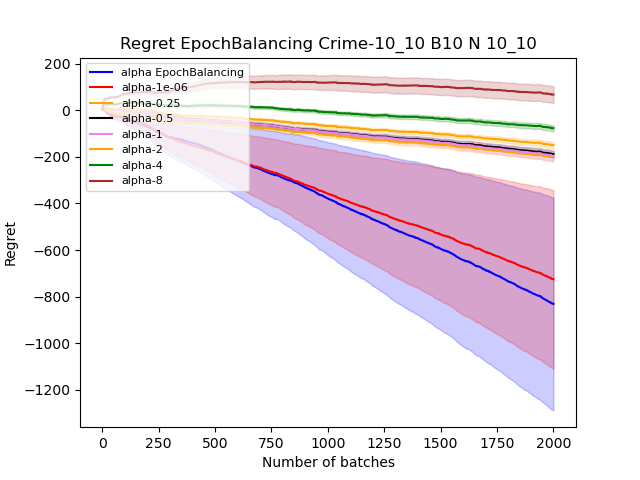 Regret EpochBalancing Crime-10_10 B10 N 10_10
alpha EpochBalancing
alpha-1e-06
alpha-0.25
alpha-0.5
alpha-1
alpha-2
alpha-4
alpha-8
200
0
−200
−400
−600
−800
−1000
−1200
Regret
0 250 500 750 1000 1250 1500 1750 2000
Number of batches